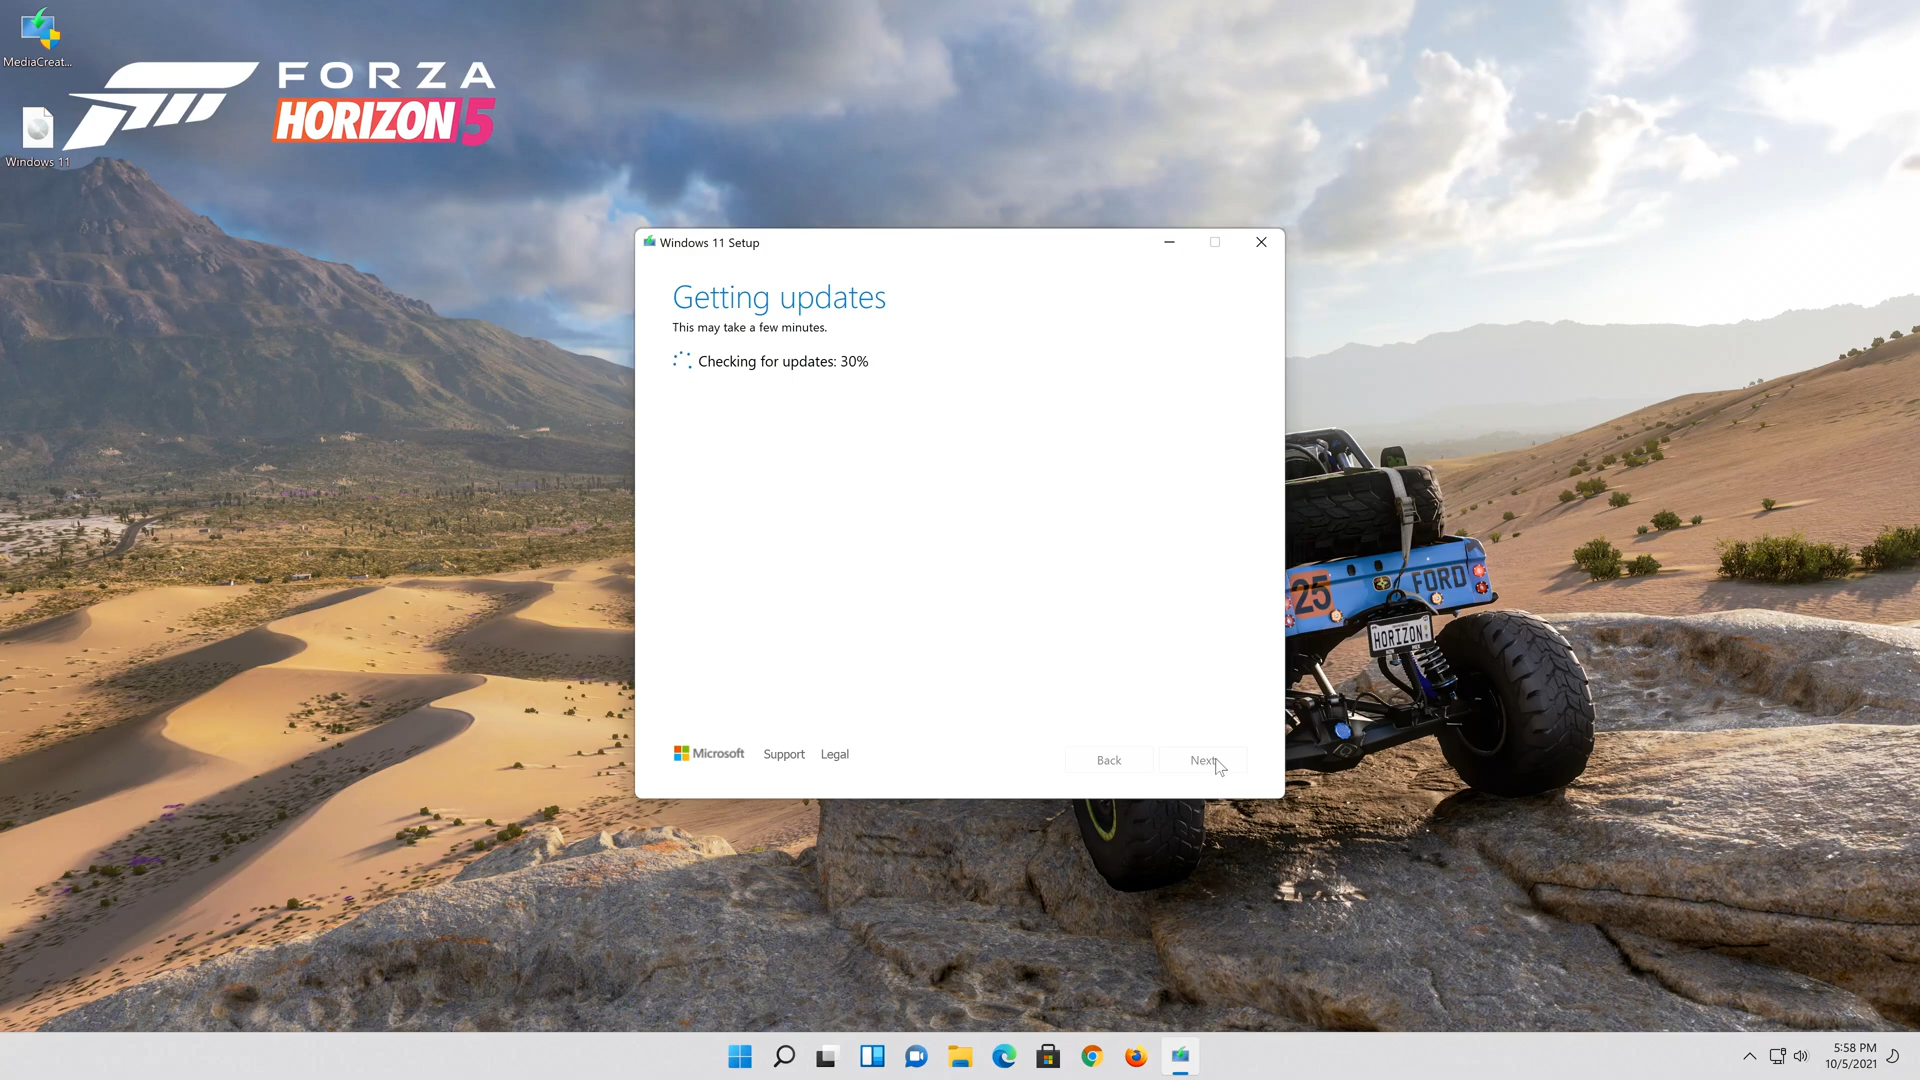 MediaCreat...
FORZA
HORIZON 5
Windows 11
Windows 11 Setup
Getting updates
This may take a few minutes.
Checking for updates: 30%
25
FORD
HORIZON
Microsoft
Support
Legal
Back
Next
5:58 PM
10/5/2021